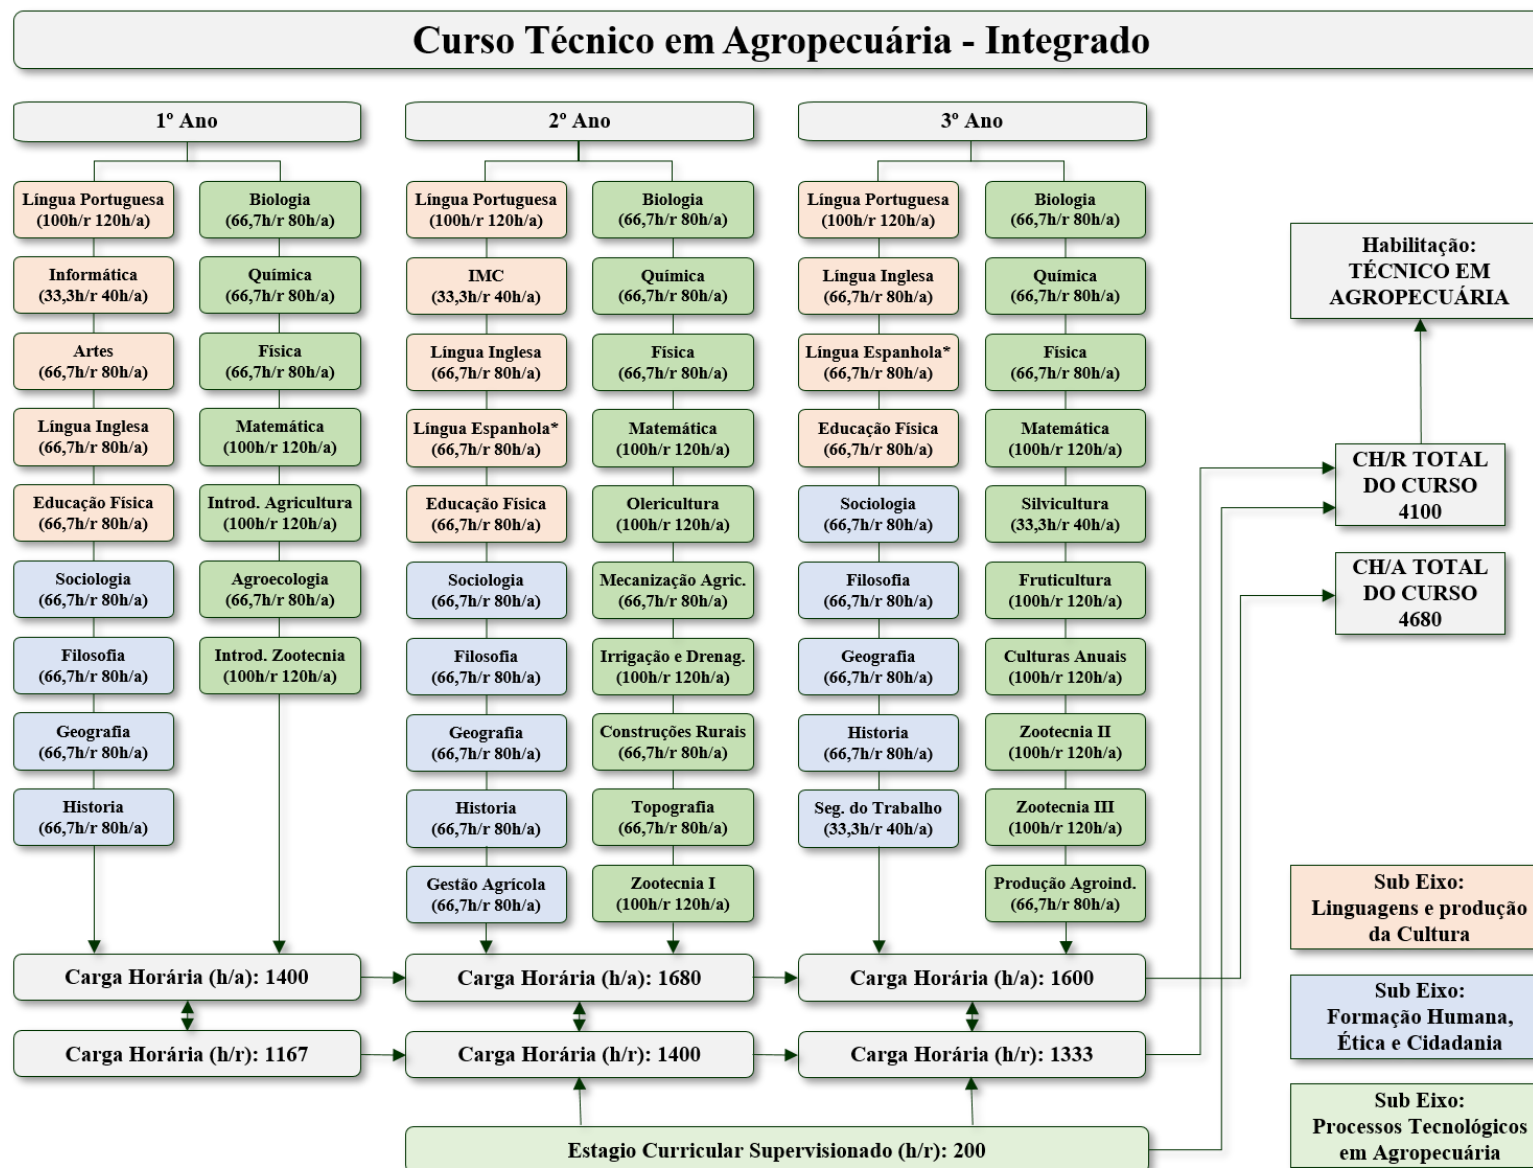 Curso Técnico em Agropecuária - Integrado
1º Ano
Língua Portuguesa
(100h/r 120h/a)
Informática
(33,3h/r 40h/a)
Artes
(66,7h/r 80h/a)
Língua Inglesa
(66,7h/r 80h/a)
Educação Física
(66,7h/r 80h/a)
Sociologia
(66,7h/r 80h/a)
Filosofia
(66,7h/r 80h/a)
Geografia
(66,7h/r 80h/a)
Historia
(66,7h/r 80h/a)
Biologia
(66,7h/r 80h/a)
Química
(66,7h/r 80h/a)
Física
(66,7h/r 80h/a)
Matemática
(100h/r 120h/a)
Introd. Agricultura
(100h/r 120h/a)
Agroecologia
(66,7h/r 80h/a)
Introd. Zootecnia
(100h/r 120h/a)
Carga Horária (h/a): 1400
Carga Horária (h/r): 1167
2º Ano
Língua Portuguesa
(100h/r 120h/a)
IMC
(33,3h/r 40h/a)
Língua Inglesa
(66,7h/r 80h/a)
Língua Espanhola*
(66,7h/r 80h/a)
Educação Física
(66,7h/r 80h/a)
Sociologia
(66,7h/r 80h/a)
Filosofia
(66,7h/r 80h/a)
Geografia
(66,7h/r 80h/a)
Historia
(66,7h/r 80h/a)
Gestão Agrícola
(66,7h/r 80h/a)
Biologia
(66,7h/r 80h/a)
Química
(66,7h/r 80h/a)
Física
(66,7h/r 80h/a)
Matemática
(100h/r 120h/a)
Olericultura
(100h/r 120h/a)
Mecanização Agric.
(66,7h/r 80h/a)
Irrigação e Drenag.
(100h/r 120h/a)
Construções Rurais
(66,7h/r 80h/a)
Topografia
(66,7h/r 80h/a)
Zootecnia I
(100h/r 120h/a)
Carga Horária (h/a): 1680
Carga Horária (h/r): 1400
3º Ano
Língua Portuguesa
(100h/r 120h/a)
Língua Inglesa
(66,7h/r 80h/a)
Língua Espanhola*
(66,7h/r 80h/a)
Educação Física
(66,7h/r 80h/a)
Sociologia
(66,7h/r 80h/a)
Filosofia
(66,7h/r 80h/a)
Geografia
(66,7h/r 80h/a)
Historia
(66,7h/r 80h/a)
Seg. do Trabalho
(33,3h/r 40h/a)
Biologia
(66,7h/r 80h/a)
Química
(66,7h/r 80h/a)
Física
(66,7h/r 80h/a)
Matemática
(100h/r 120h/a)
Silvicultura
(33,3h/r 40h/a)
Fruticultura
(100h/r 120h/a)
Culturas Anuais
(100h/r 120h/a)
Zootecnia II
(100h/r 120h/a)
Zootecnia III
(100h/r 120h/a)
Produção Agroind.
(66,7h/r 80h/a)
Carga Horária (h/a): 1600
Carga Horária (h/r): 1333
Estagio Curricular Supervisionado (h/r): 200
Habilitação:
TÉCNICO EM
AGROPECUÁRIA
CH/R TOTAL
DO CURSO
4100
CH/A TOTAL
DO CURSO
4680
Sub Eixo:
Linguagens e produção
da Cultura
Sub Eixo:
Formação Humana,
Ética e Cidadania
Sub Eixo:
Processos Tecnológicos
em Agropecuária